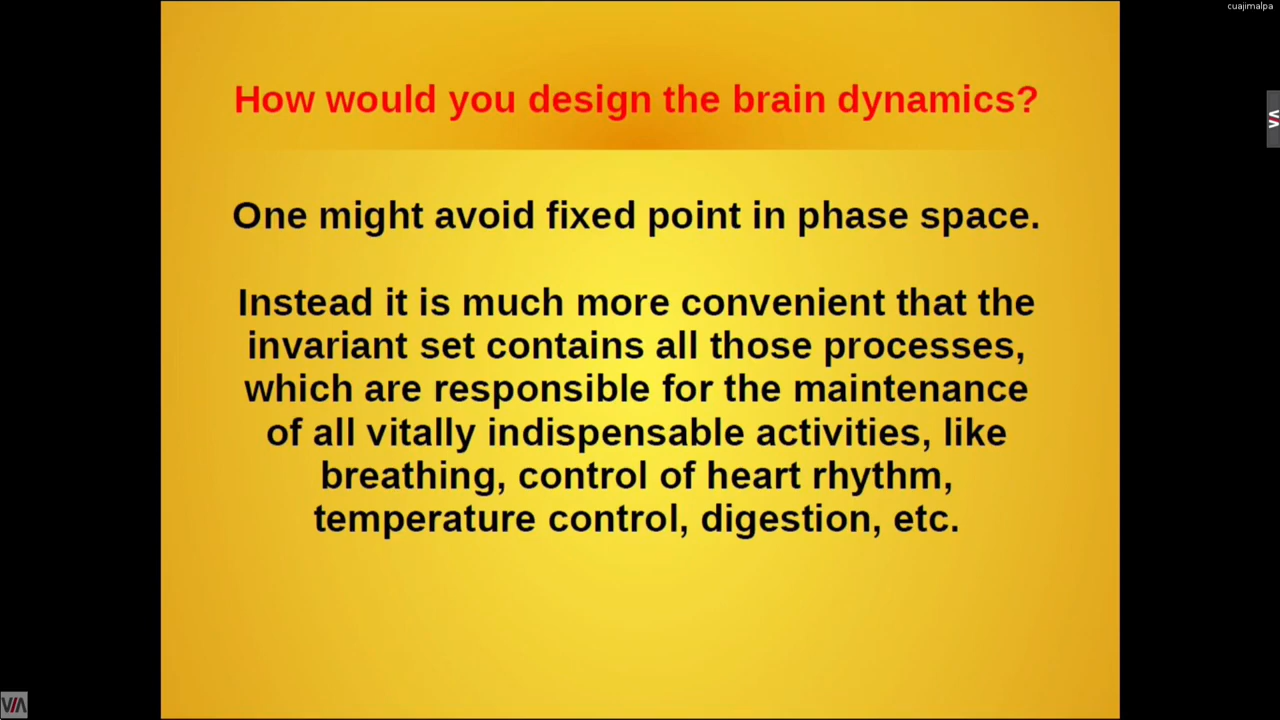 cuajimalpa
How would you design the brain dynamics?
One might avoid fixed point in phase space.
Instead it is much more convenient that the
invariant set contains all those processes,
which are responsible for the maintenance
of all vitally indispensable activities, like
breathing, control of heart rhythm,
temperature control, digestion, etc.
VIA